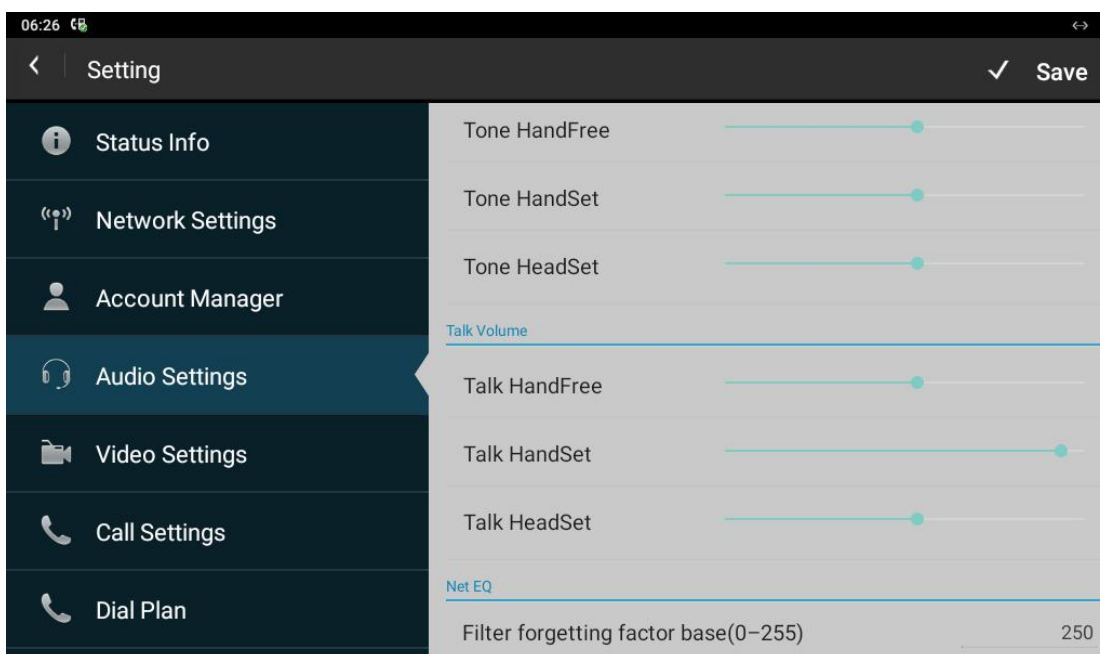 06:26
Setting
Save
Status Info
Network Settings
Account Manager
Audio Settings
Video Settings
Call Settings
Dial Plan
Tone HandFree
Tone HandSet
Tone HeadSet
Talk Volume
Talk HandFree
Talk HandSet
Talk HeadSet
Net EQ
Filter forgetting factor base(0–255) 250